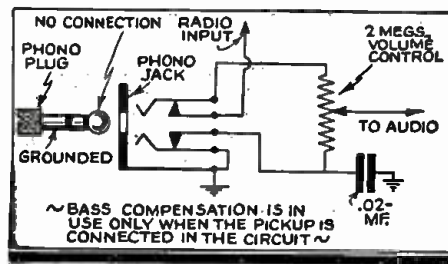 NO CONNECTION
RADIO
INPUT
2 MEGS.
VOLUME
CONTROL
PHONO
PLUG
PHONO
JACK
GROUNDED
TO AUDIO
.02-
MF.
~ BASS COMPENSATION IS IN
USE ONLY WHEN THE PICKUP IS
CONNECTED IN THE CIRCUIT ~